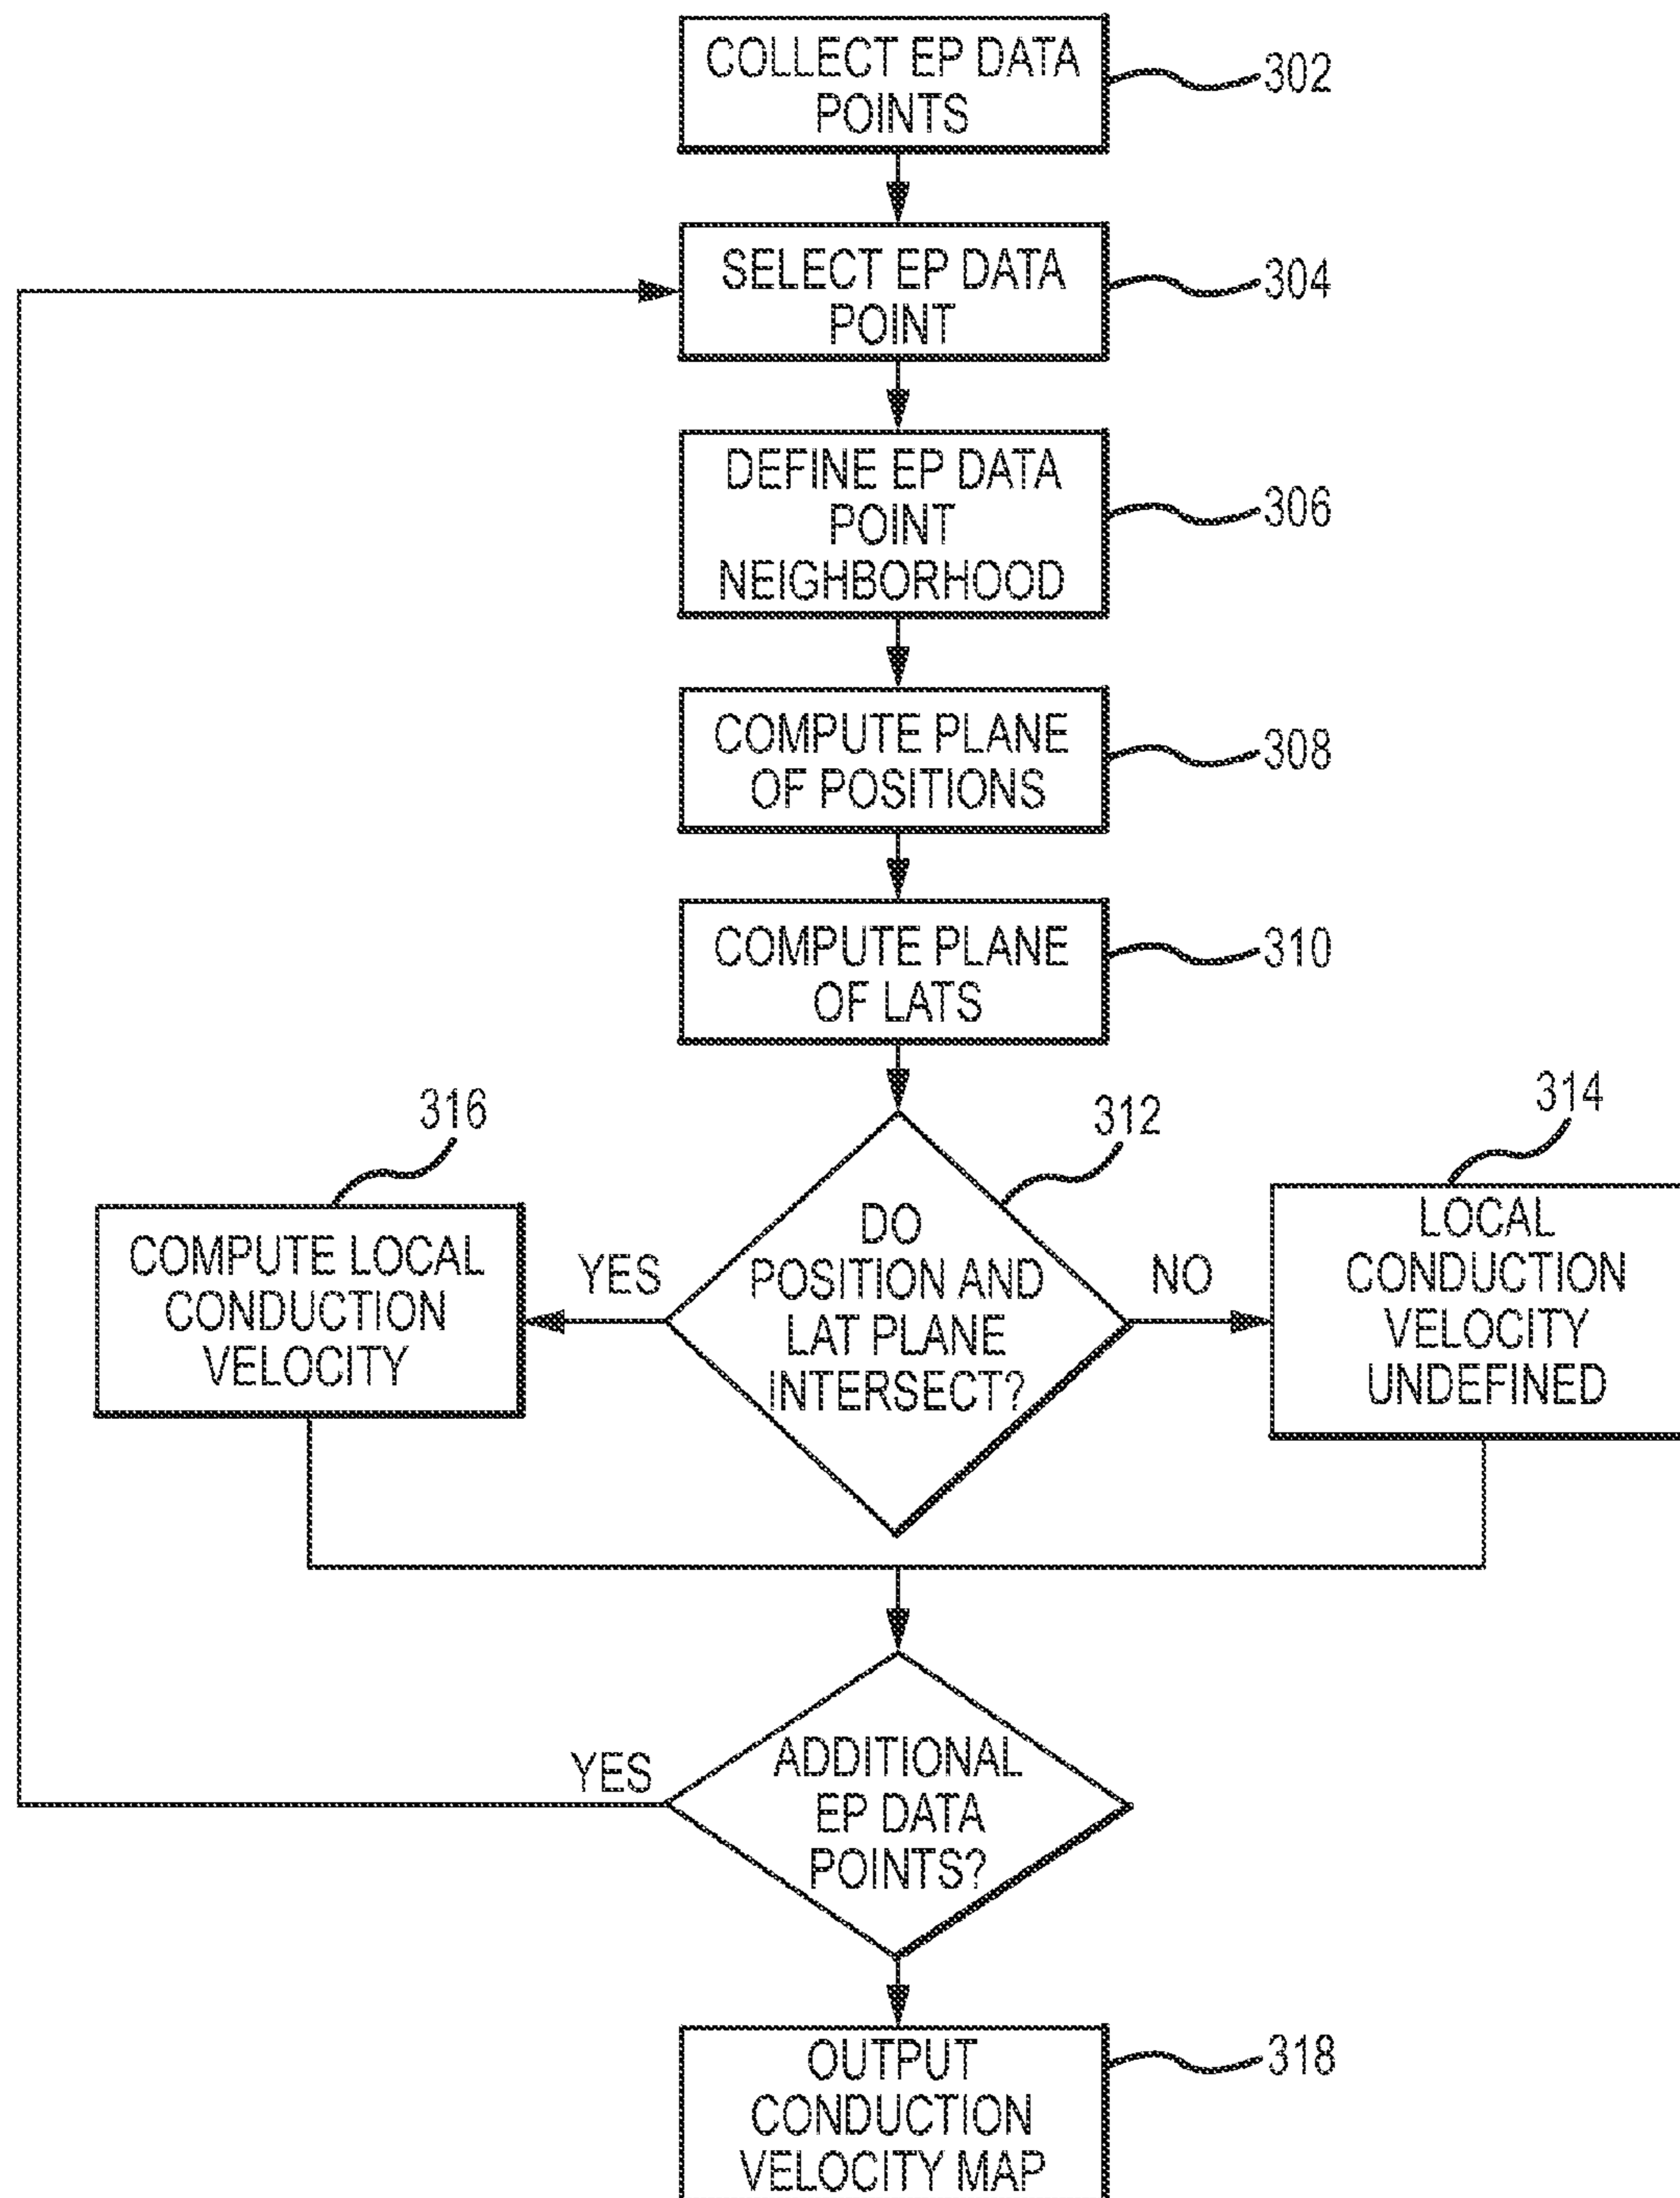 COLLECT EP DATA
POINTS
302
SELECT EP DATA
POINT
304
DEFINE EP DATA
POINT
NEIGHBORHOOD
306
COMPUTE PLANE
OF POSITIONS
308
COMPUTE PLANE
OF LATS
310
316
312
314
COMPUTE LOCAL
CONDUCTION
VELOCITY
YES
DO
POSITION AND
LAT PLANE
INTERSECT?
NO
LOCAL
CONDUCTION
VELOCITY
UNDEFINED
YES
ADDITIONAL
EP DATA
POINTS?
OUTPUT
CONDUCTION
VELOCITY MAP
318